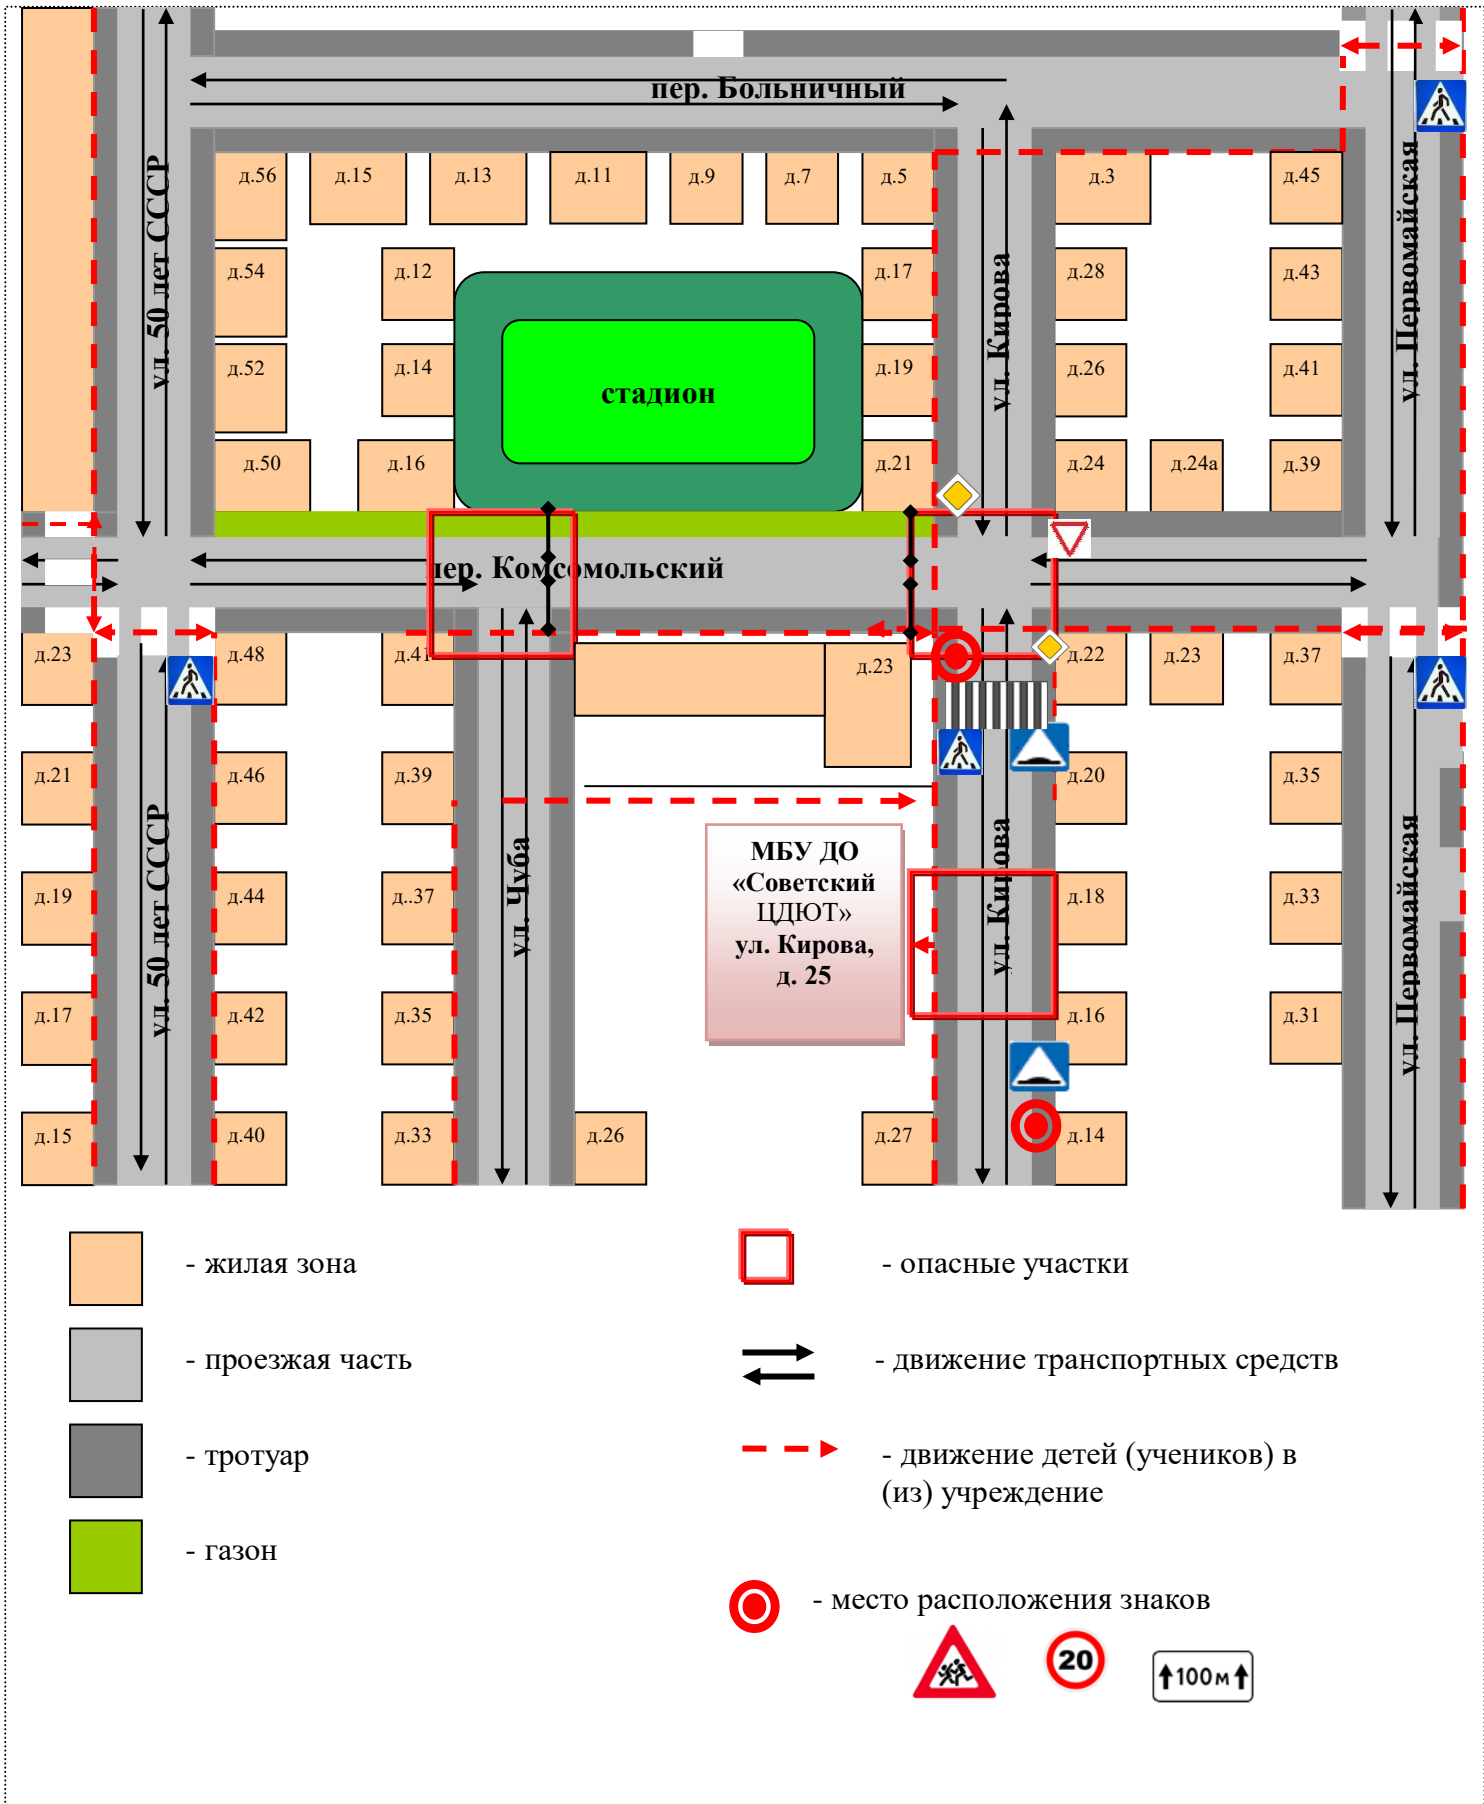 пер. Больничный
ул. 50 лет СССР
ул. Кирова
ул. Первомайская
д.56
д.15
д.13
д.11
д.9
д.7
д.5
д.3
д.45
д.54
д.12
д.17
д.28
д.43
д.52
д.14
стадион
д.19
д.26
д.41
д.50
д.16
д.21
д.24
д.24а
д.39
пер. Комсомольский
д.23
д.48
д.41
д.23
д.22
д.23
д.37
д.21
д.46
д.39
д.20
д.35
ул. 50 лет СССР
ул. Чуба
ул. Кирова
ул. Первомайская
МБУ ДО
«Советский
ЦДЮТ»
ул. Кирова,
д. 25
д.19
д.44
д..37
д.18
д.33
д.17
д.42
д.35
д.16
д.31
д.15
д.40
д.33
д.26
д.27
д.14
- жилая зона
- опасные участки
- проезжая часть
- движение транспортных средств
- тротуар
- движение детей (учеников) в
(из) учреждение
- газон
- место расположения знаков
20
100м